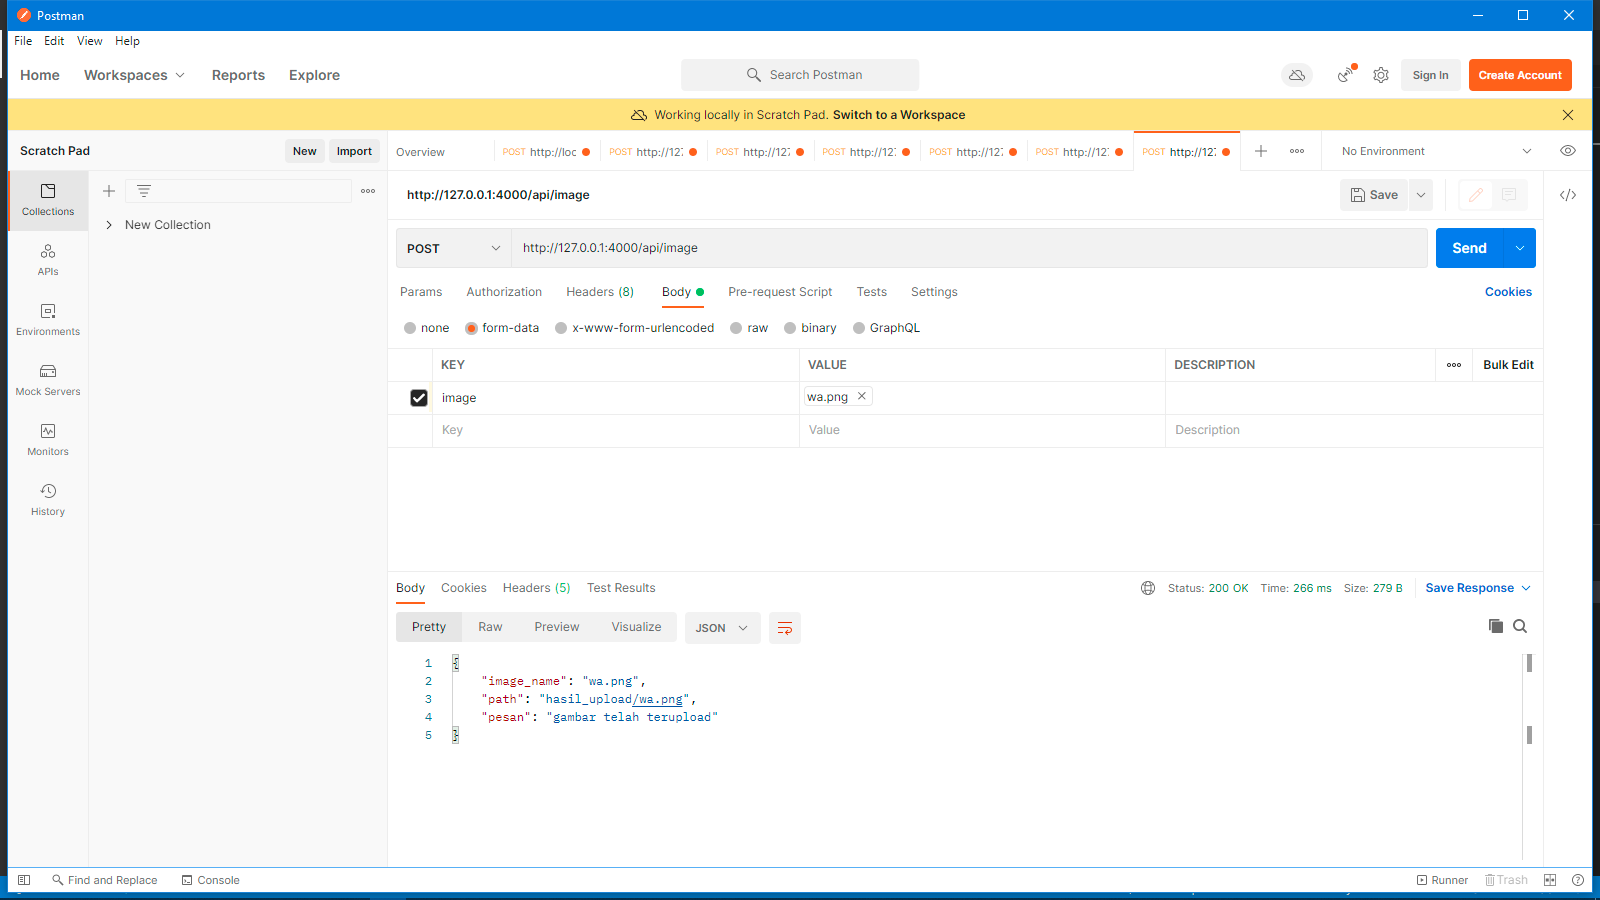 Postman
File Edit View Help
Home Workspaces Reports Explore Search Postman Sign In Create Account
Working locally in Scratch Pad. Switch to a Workspace
Scratch Pad New Import
Overview POST http://loc POST http://127 POST http://127 POST http://127 POST http://127 POST http://127 POST http://127 No Environment
Collections
APIs
Environments
Mock Servers
Monitors
History
New Collection
http://127.0.0.1:4000/api/image Save
POST http://127.0.0.1:4000/api/image Send
Params Authorization Headers (8) Body Pre-request Script Tests Settings Cookies
none form-data x-www-form-urlencoded raw binary GraphQL
KEY VALUE DESCRIPTION Bulk Edit
image wa.png
Key Value Description
Body Cookies Headers (5) Test Results Status: 200 OK Time: 266 ms Size: 279 B Save Response
Pretty Raw Preview Visualize JSON
1 {
2 "image_name": "wa.png",
3 "path": "hasil_upload/wa.png",
4 "pesan": "gambar telah terupload"
5 }
Find and Replace Console Runner Trash